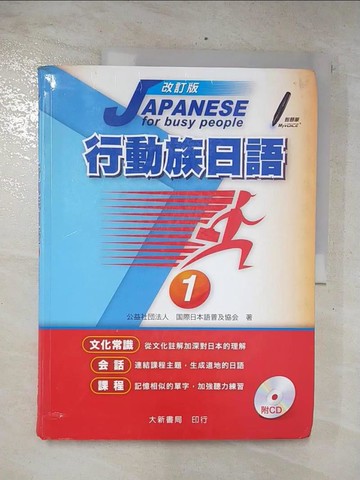 改訂版
JAPANESE
for busy people
行動族日語
1
公益社団法人 国際日本語普及協会 著
文化常識 從文化註解加深對日本的理解
会話 連結課程主題,生成道地的日語
課程 記憶相似的單字,加強聽力練習
附CD
大新書局 印行